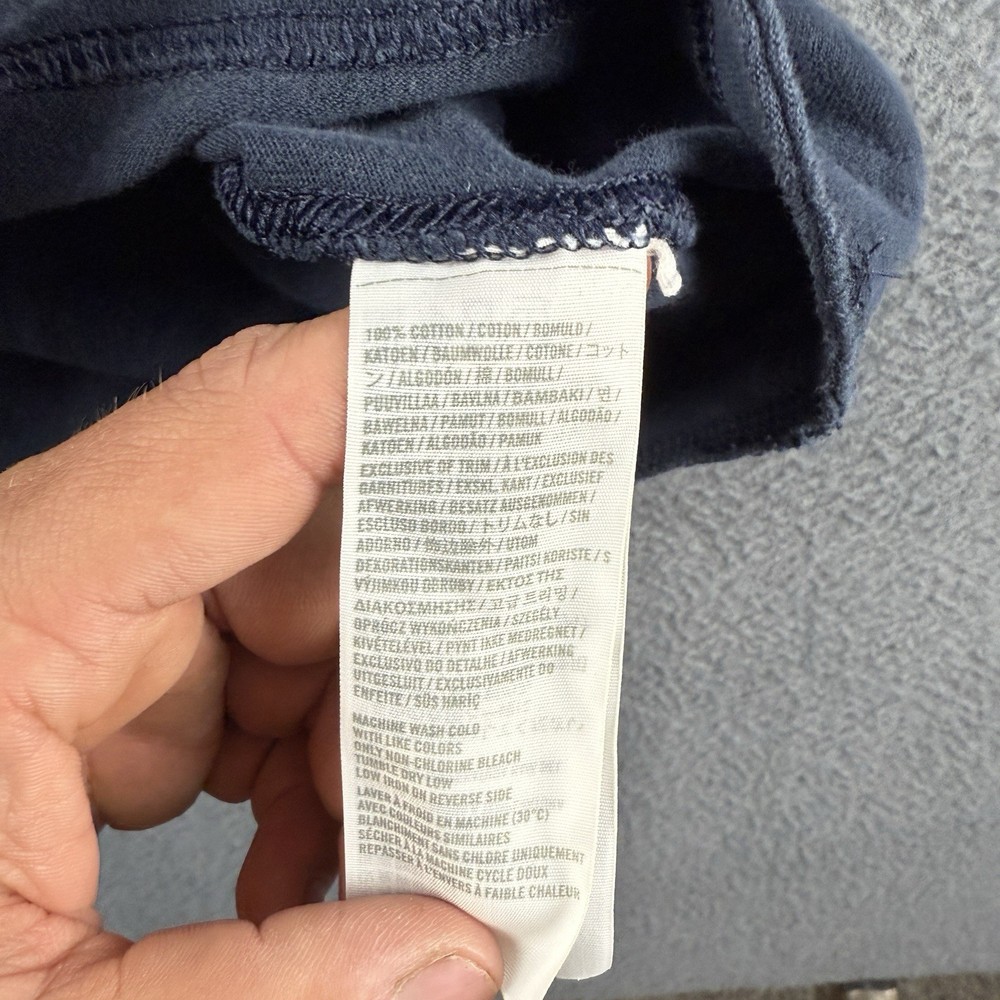 100% COTTON / COTON / BOMULD /
KATOEN / BAUMWOLLE / COTONE / コット
ン / ALGODÓN / 棉 / BOMULL /
PUUVILLAA / BAVLNA / ΒΑΜΒΑΚΙ / 면 /
BAWEŁNA / PAMUT / BOMULL / ALGODÃO /
KATOEN / ALGODÃO / PAMUK
EXCLUSIVE OF TRIM / À L'EXCLUSION DES
GARNITURES / EKSKL. KANT / EXCLUSIEF
AFWERKING / BESATZ AUSGENOMMEN /
ESCLUSO BORDO / トリムなし / SIN
ADORNO / 饰边除外 / UTOM
DEKORATIONSKANTEN / PAITSI KORISTE / S
VÝJIMKOU OBRUBY / ΕΚΤΟΣ ΤΗΣ
ΔΙΑΚΟΣΜΗΣΗΣ / 트리밍 /
OPRÓCZ WYKOŃCZENIA / SZEGÉLY
KIVÉTELÉVEL / PYNT IKKE MEDREGNET /
EXCLUSIVO DO DETALHE / AFWERKING
UITGESLUIT / EXCLUSIVAMENTE DO
ENFEITE / SÜS HARİÇ
MACHINE WASH COLD
WITH LIKE COLORS
ONLY NON-CHLORINE BLEACH
TUMBLE DRY LOW
LOW IRON ON REVERSE SIDE
LAVER À FROID EN MACHINE (30°C)
AVEC COULEURS SIMILAIRES
BLANCHIMENT SANS CHLORE UNIQUEMENT
SÉCHER À LA MACHINE CYCLE DOUX
REPASSER À L'ENVERS À FAIBLE CHALEUR